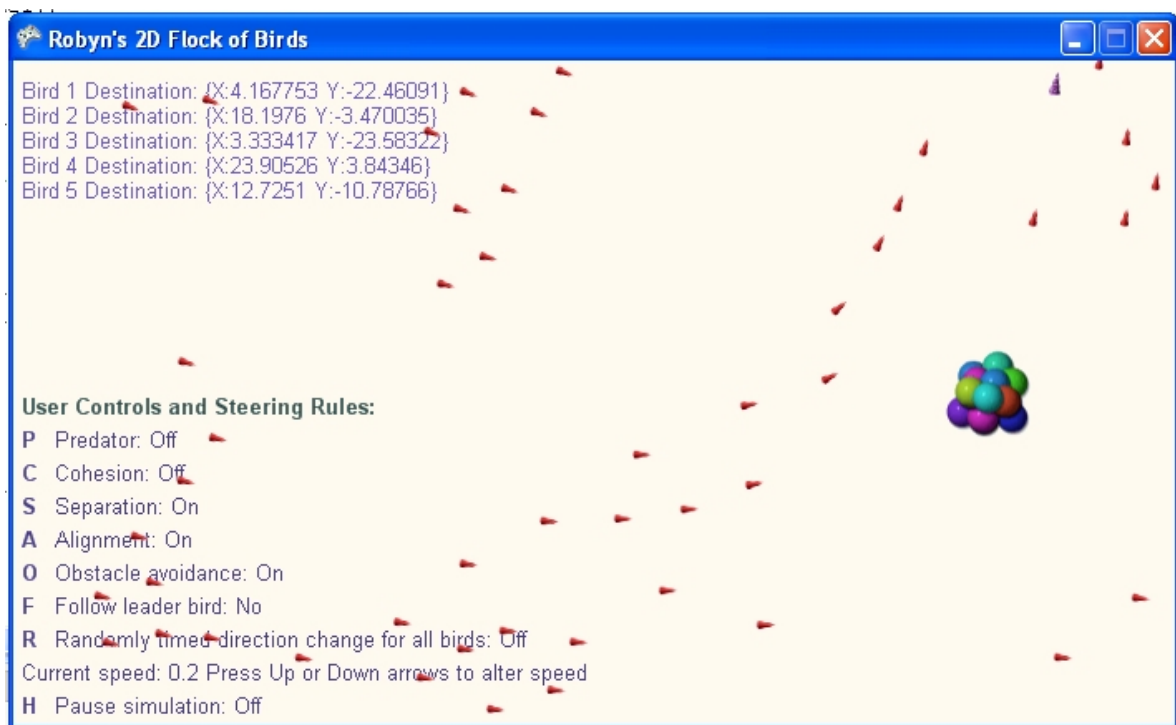 Robyn's 2D Flock of Birds
Bird 1 Destination: {X:4.167753 Y:-22.46091}
Bird 2 Destination: {X:18.1976 Y:-3.470035}
Bird 3 Destination: {X:3.333417 Y:-23.58322}
Bird 4 Destination: {X:23.90526 Y:3.84346}
Bird 5 Destination: {X:12.7251 Y:-10.78766}
User Controls and Steering Rules:
P Predator: Off
C Cohesion: Off
S Separation: On
A Alignment: On
O Obstacle avoidance: On
F Follow leader bird: No
R Randomly timed direction change for all birds: Off
Current speed: 0.2 Press Up or Down arrows to alter speed
H Pause simulation: Off